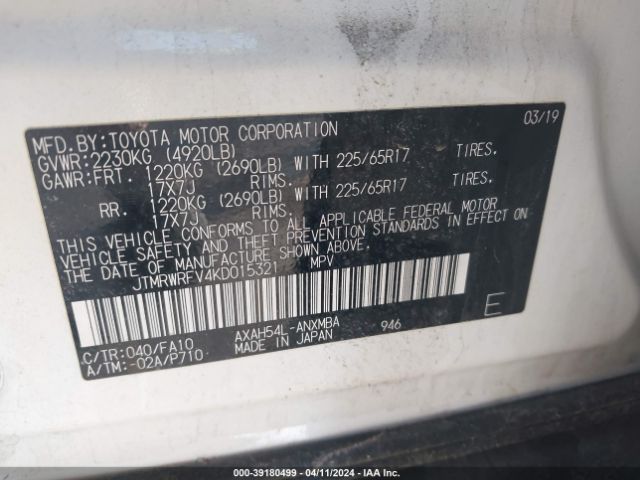 03/19
MFD.BY:TOYOTA MOTOR CORPORATION
GVWR:2230KG (4920LB)
GAWR:FRT. 1220KG (2690LB) WITH 225/65R17 TIRES.
17X7J RIMS.
RR. 1220KG (2690LB) WITH 225/65R17 TIRES.
17X7J RIMS.
THIS VEHICLE CONFORMS TO ALL APPLICABLE FEDERAL MOTOR
VEHICLE SAFETY AND THEFT PREVENTION STANDARDS IN EFFECT ON
THE DATE OF MANUFACTURE SHOWN ABOVE.
JTMRWRFV4KD015321 MPV
C/TR:040/FA10 AXAH54L-ANXMBA 946 E
A/TM:-02A/P710 MADE IN JAPAN
000-39180499 - 04/11/2024 - IAA Inc.